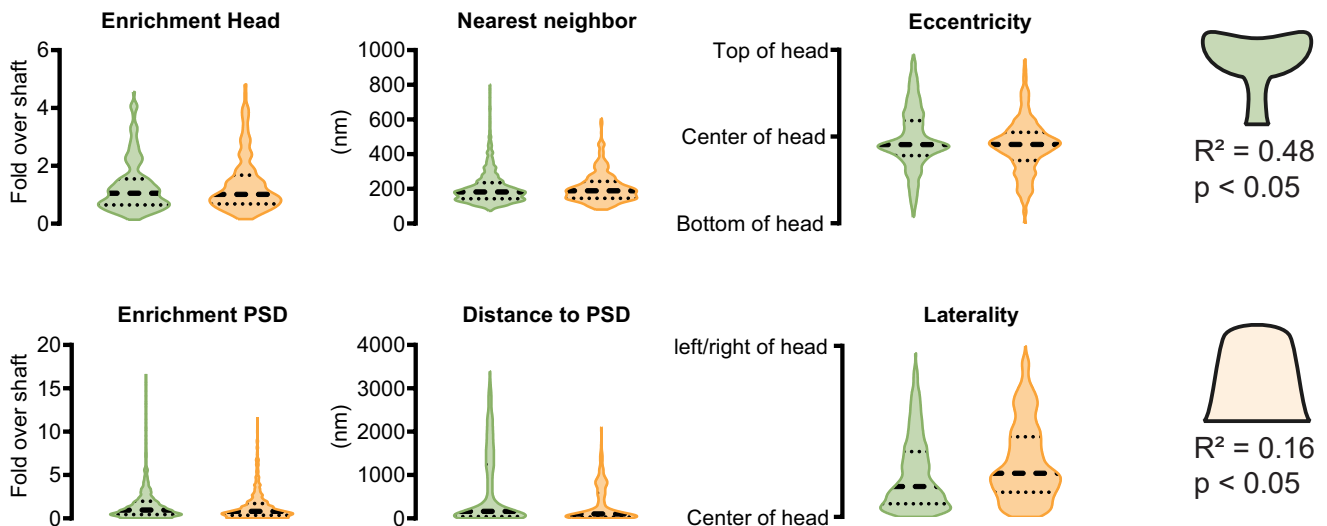 Enrichment Head
Fold over shaft
6
4
2
0
Nearest neighbor
(nm)
1000
800
600
400
200
0
Eccentricity
Top of head
Center of head
Bottom of head
R² = 0.48
p < 0.05
Enrichment PSD
Fold over shaft
20
15
10
5
0
Distance to PSD
(nm)
4000
3000
2000
1000
0
Laterality
left/right of head
Center of head
R² = 0.16
p < 0.05